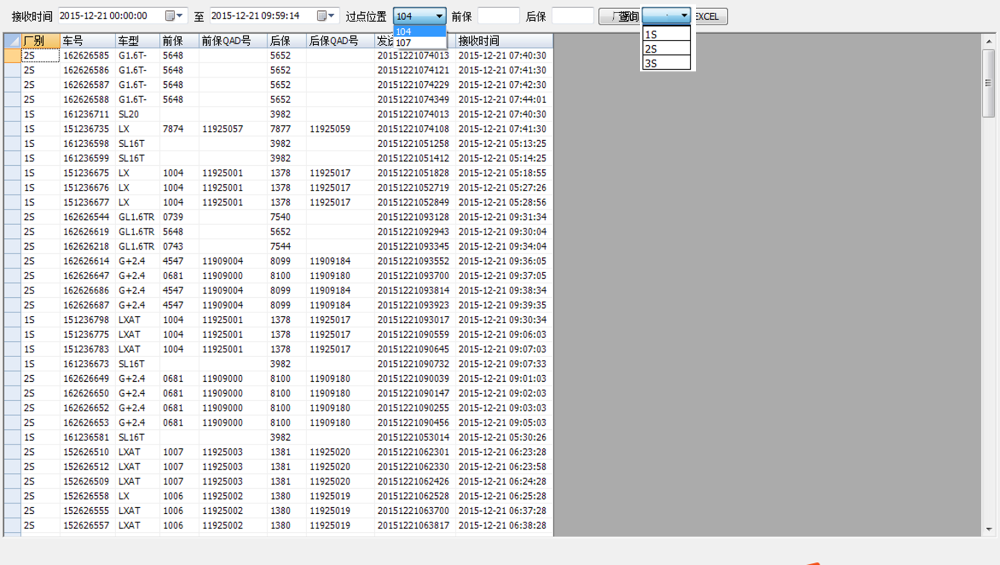 接收时间 2015-12-21 00:00:00 至 2015-12-21 09:59:14 过点位置 104 前保 后保 查询 EXCEL
104
107
1S
2S
3S
厂别 车号 车型 前保 前保QAD号 后保 后保QAD号 发送 接收时间
2S 162626585 G1.6T- 5648 5652 20151221074013 2015-12-21 07:40:30
2S 162626586 G1.6T- 5648 5652 20151221074121 2015-12-21 07:41:30
2S 162626587 G1.6T- 5648 5652 20151221074229 2015-12-21 07:42:30
2S 162626588 G1.6T- 5648 5652 20151221074349 2015-12-21 07:44:01
1S 161236711 SL20 3982 20151221074013 2015-12-21 07:40:30
1S 151236735 LX 7874 11925057 7877 11925059 20151221074108 2015-12-21 07:41:30
1S 161236598 SL16T 3982 20151221051258 2015-12-21 05:13:25
1S 161236599 SL16T 3982 20151221051412 2015-12-21 05:14:25
1S 151236675 LX 1004 11925001 1378 11925017 20151221051828 2015-12-21 05:18:55
1S 151236676 LX 1004 11925001 1378 11925017 20151221052719 2015-12-21 05:27:26
1S 151236677 LX 1004 11925001 1378 11925017 20151221052849 2015-12-21 05:28:56
2S 162626544 GL1.6TR 0739 7540 20151221093128 2015-12-21 09:31:34
2S 162626619 GL1.6TR 5648 5652 20151221092943 2015-12-21 09:30:04
2S 162626218 GL1.6TR 0743 7544 20151221093345 2015-12-21 09:34:04
2S 162626614 G+2.4 4547 11909004 8099 11909184 20151221093552 2015-12-21 09:36:05
2S 162626647 G+2.4 0681 11909000 8100 11909180 20151221093700 2015-12-21 09:37:05
2S 162626686 G+2.4 4547 11909004 8099 11909184 20151221093814 2015-12-21 09:38:34
2S 162626687 G+2.4 4547 11909004 8099 11909184 20151221093923 2015-12-21 09:39:35
1S 151236798 LXAT 1004 11925001 1378 11925017 20151221093017 2015-12-21 09:30:34
1S 151236775 LXAT 1004 11925001 1378 11925017 20151221090559 2015-12-21 09:06:03
1S 151236783 LXAT 1004 11925001 1378 11925017 20151221090645 2015-12-21 09:07:03
1S 161236673 SL16T 3982 20151221090732 2015-12-21 09:07:33
2S 162626649 G+2.4 0681 11909000 8100 11909180 20151221090039 2015-12-21 09:01:03
2S 162626650 G+2.4 0681 11909000 8100 11909180 20151221090147 2015-12-21 09:02:03
2S 162626652 G+2.4 0681 11909000 8100 11909180 20151221090255 2015-12-21 09:03:03
2S 162626653 G+2.4 0681 11909000 8100 11909180 20151221090456 2015-12-21 09:05:03
1S 161236581 SL16T 3982 20151221053014 2015-12-21 05:30:26
2S 152626510 LXAT 1007 11925003 1381 11925020 20151221062301 2015-12-21 06:23:28
2S 152626512 LXAT 1007 11925003 1381 11925020 20151221062330 2015-12-21 06:23:58
2S 152626509 LXAT 1007 11925003 1381 11925020 20151221062426 2015-12-21 06:24:28
2S 152626558 LX 1006 11925002 1380 11925019 20151221062528 2015-12-21 06:25:28
2S 152626555 LXAT 1006 11925002 1380 11925019 20151221063700 2015-12-21 06:37:28
2S 152626557 LXAT 1006 11925002 1380 11925019 20151221063817 2015-12-21 06:38:28